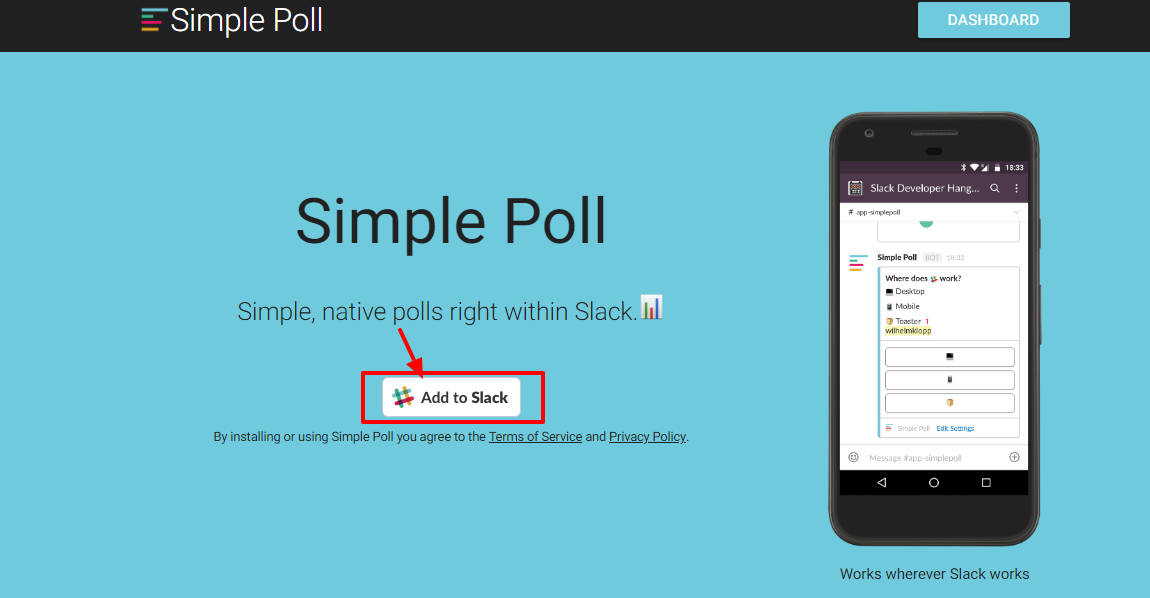 Simple Poll
DASHBOARD
Simple Poll
Simple, native polls right within Slack.
Add to Slack
By installing or using Simple Poll you agree to the Terms of Service and Privacy Policy.
18:33
Slack Developer Hang...
# app-simplepoll
Simple Poll BOT 18:32
Where does work?
Desktop
Mobile
Toaster 1
wilhelmklopp
Simple Poll Edit Settings
Message #app-simplepoll
Works wherever Slack works